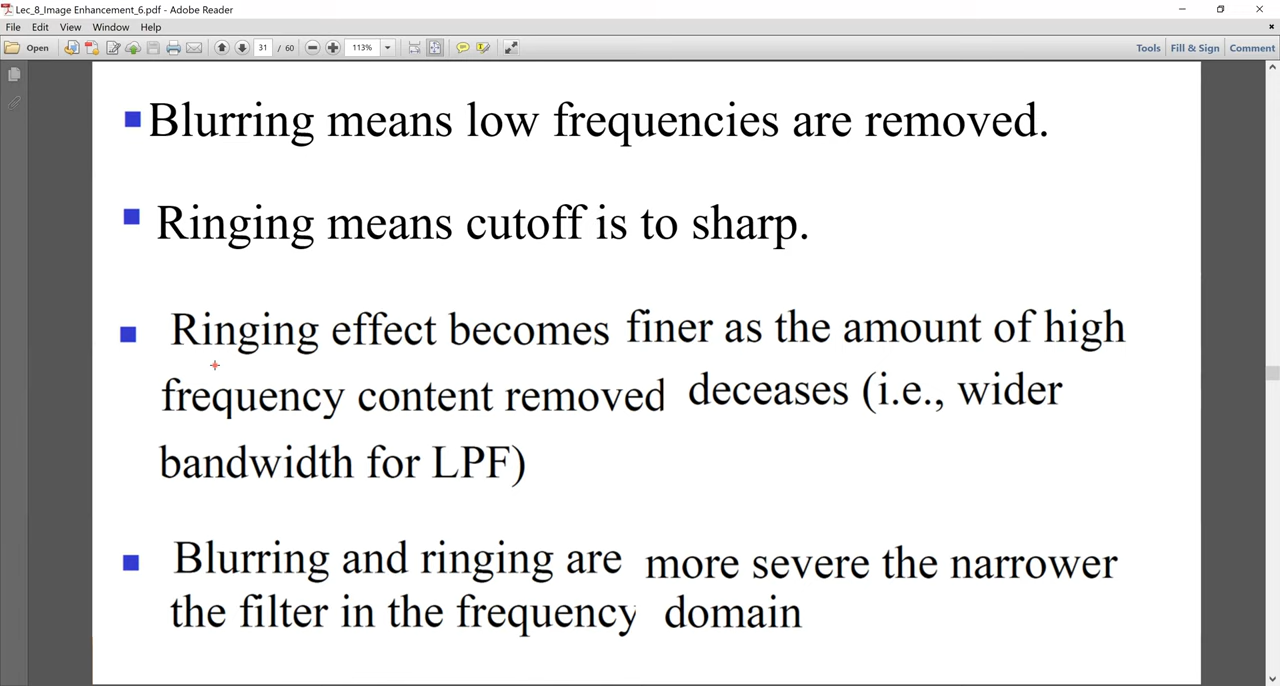 Lec_8_Image Enhancement_6.pdf - Adobe Reader
File Edit View Window Help
Open 31 / 60 113% Tools Fill & Sign Comment
Blurring means low frequencies are removed.
Ringing means cutoff is to sharp.
Ringing effect becomes finer as the amount of high
frequency content removed deceases (i.e., wider
bandwidth for LPF)
Blurring and ringing are more severe the narrower
the filter in the frequency domain